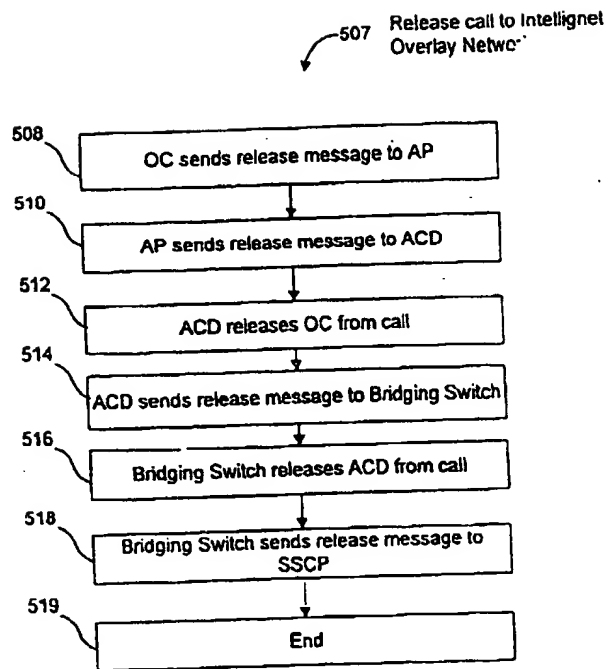 507 Release call to Intellignet
Overlay Networ
508
OC sends release message to AP
510
AP sends release message to ACD
512
ACD releases OC from call
514
ACD sends release message to Bridging Switch
516
Bridging Switch releases ACD from call
518
Bridging Switch sends release message to
SSCP
519
End